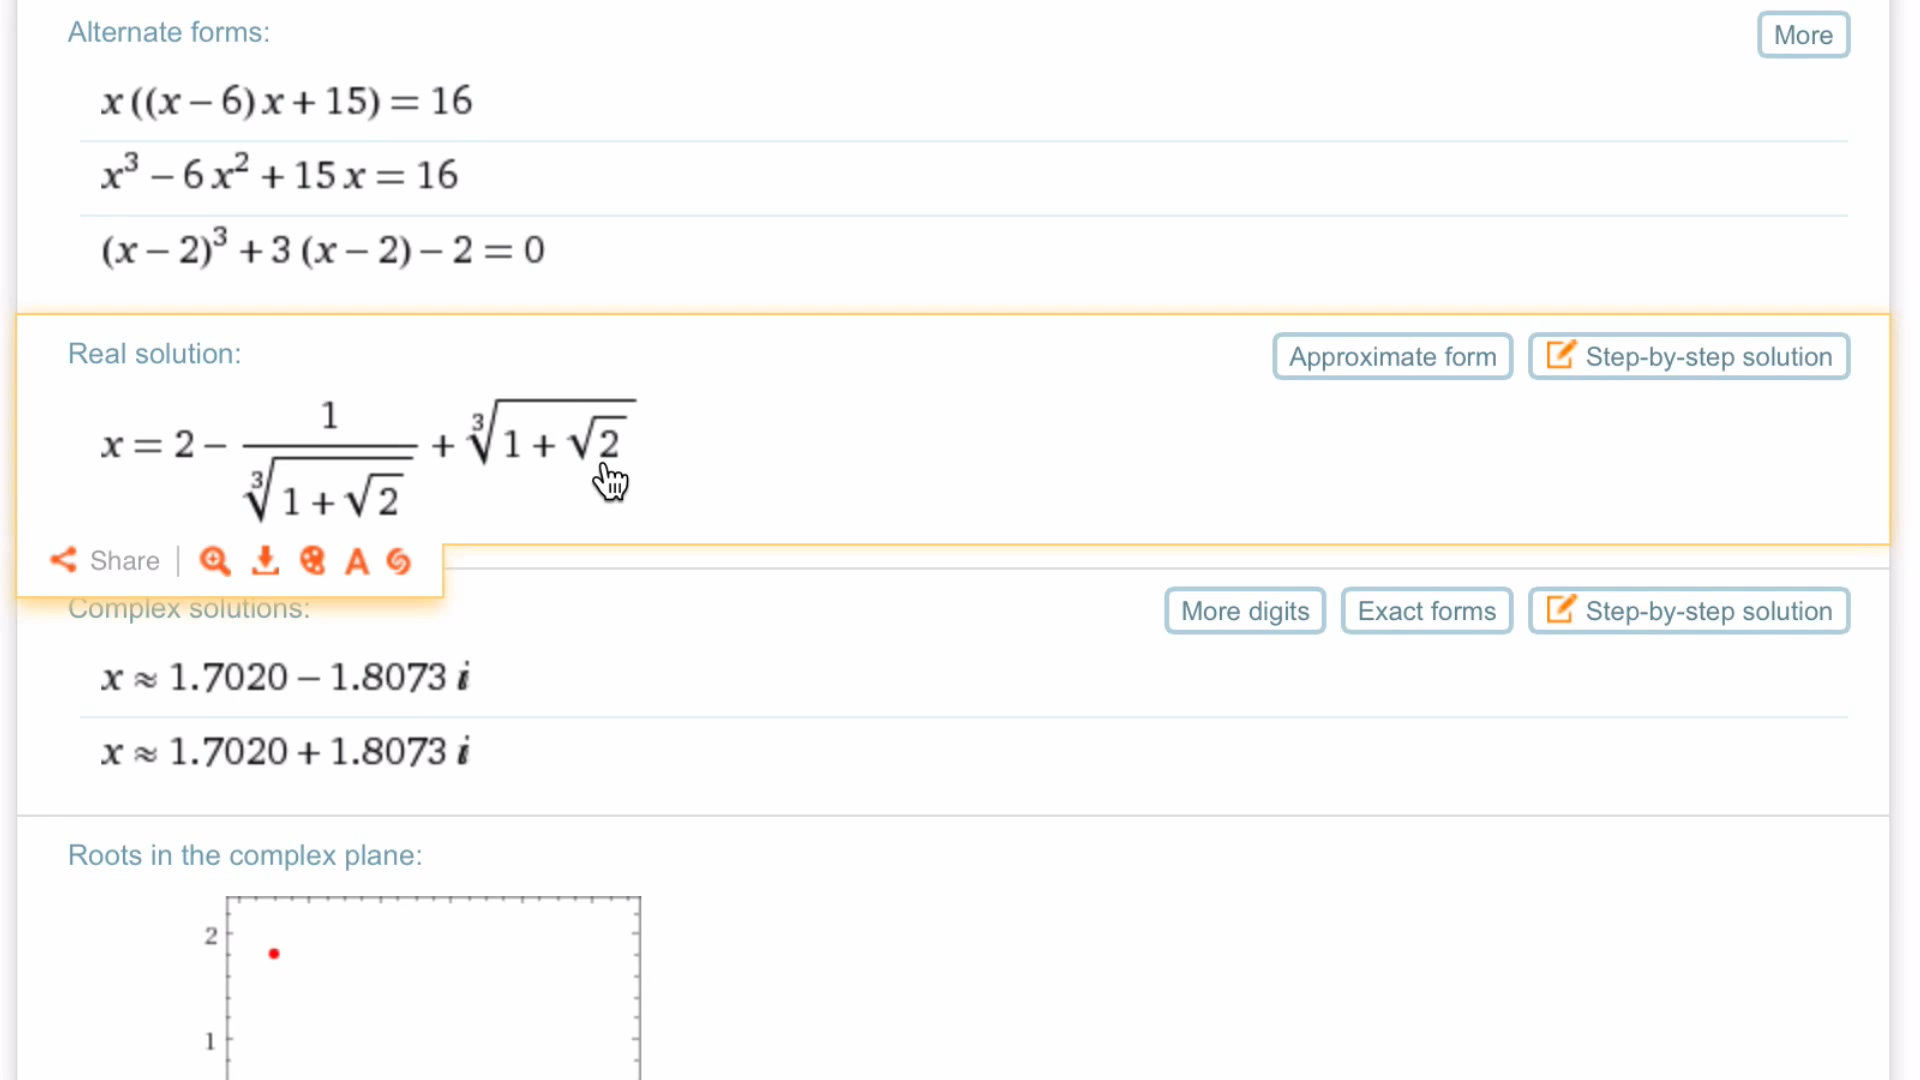 Alternate forms:
More
x((x – 6)x + 15) = 16
x³ – 6x² + 15x = 16
(x – 2)³ + 3(x – 2) – 2 = 0
Real solution:
Approximate form
Step-by-step solution
x = 2 – 1/∛(1 + √2) + ∛(1 + √2)
Share
Complex solutions:
More digits
Exact forms
Step-by-step solution
x ≈ 1.7020 – 1.8073 i
x ≈ 1.7020 + 1.8073 i
Roots in the complex plane:
2
1